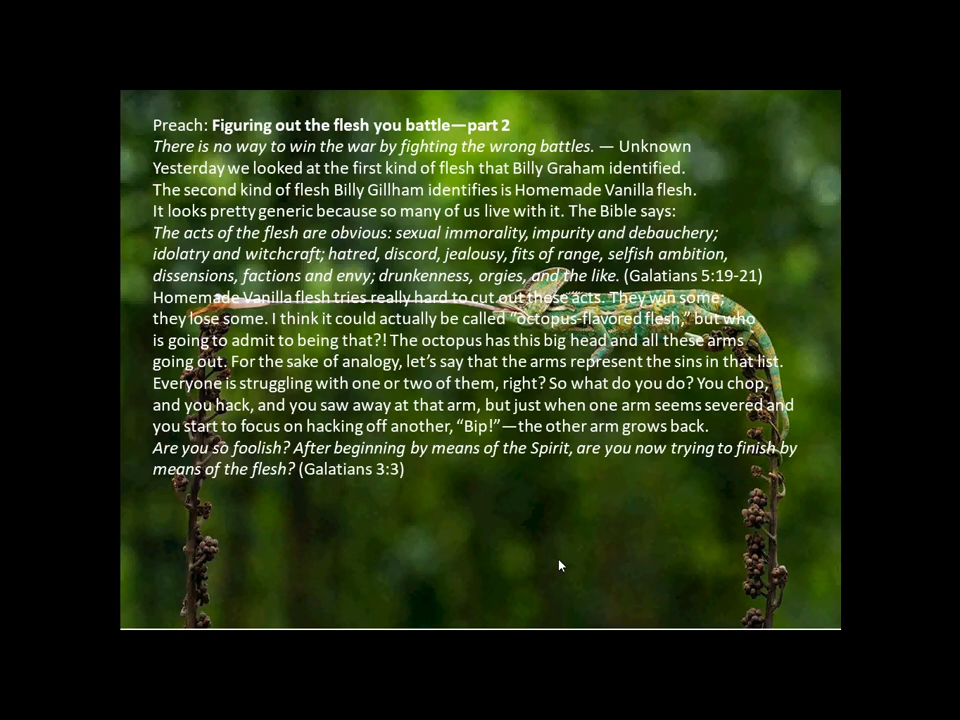 Preach: Figuring out the flesh you battle—part 2
There is no way to win the war by fighting the wrong battles. — Unknown
Yesterday we looked at the first kind of flesh that Billy Graham identified.
The second kind of flesh Billy Gillham identifies is Homemade Vanilla flesh.
It looks pretty generic because so many of us live with it. The Bible says:
The acts of the flesh are obvious: sexual immorality, impurity and debauchery;
idolatry and witchcraft; hatred, discord, jealousy, fits of range, selfish ambition,
dissensions, factions and envy; drunkenness, orgies, and the like. (Galatians 5:19-21)
Homemade Vanilla flesh tries really hard to cut out these acts. They win some;
they lose some. I think it could actually be called “octopus-flavored flesh,” but who
is going to admit to being that?! The octopus has this big head and all these arms
going out. For the sake of analogy, let’s say that the arms represent the sins in that list.
Everyone is struggling with one or two of them, right? So what do you do? You chop,
and you hack, and you saw away at that arm, but just when one arm seems severed and
you start to focus on hacking off another, “Bip!”—the other arm grows back.
Are you so foolish? After beginning by means of the Spirit, are you now trying to finish by
means of the flesh? (Galatians 3:3)